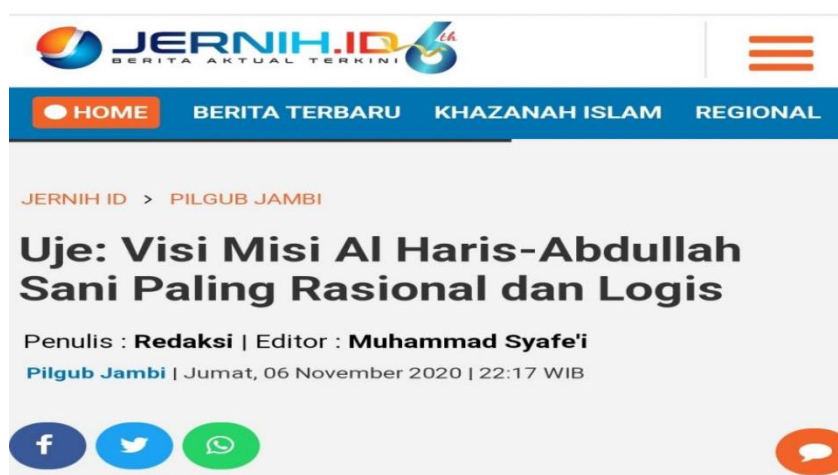 JERNIH.ID 6th
BERITA AKTUAL TERKINI
HOME BERITA TERBARU KHAZANAH ISLAM REGIONAL
JERNIH ID > PILGUB JAMBI
Uje: Visi Misi Al Haris-Abdullah
Sani Paling Rasional dan Logis
Penulis : Redaksi | Editor : Muhammad Syafe'i
Pilgub Jambi | Jumat, 06 November 2020 | 22:17 WIB